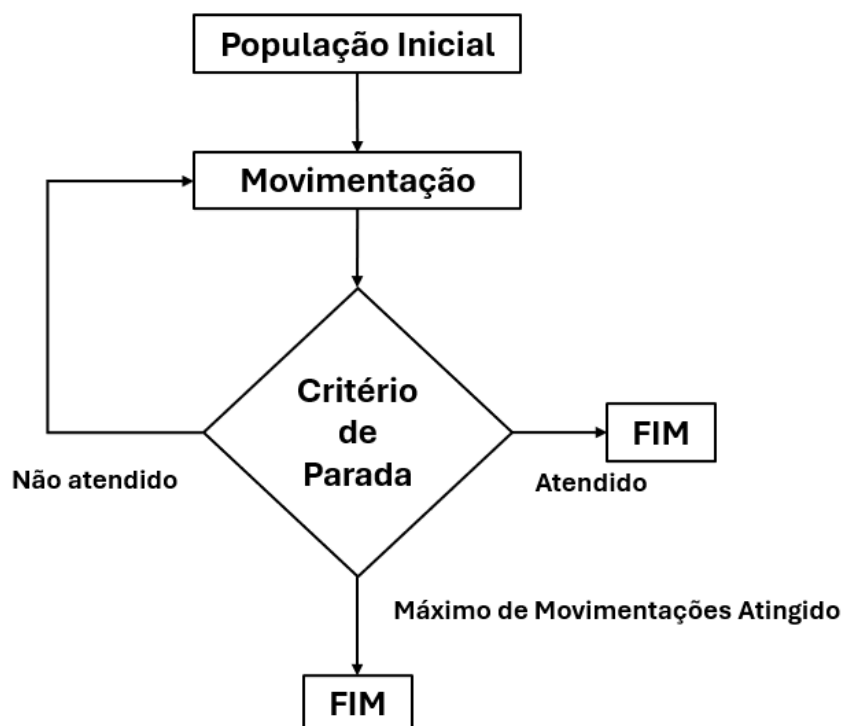 População Inicial
Movimentação
Critério
de
Parada
FIM
Não atendido
Atendido
Máximo de Movimentações Atingido
FIM